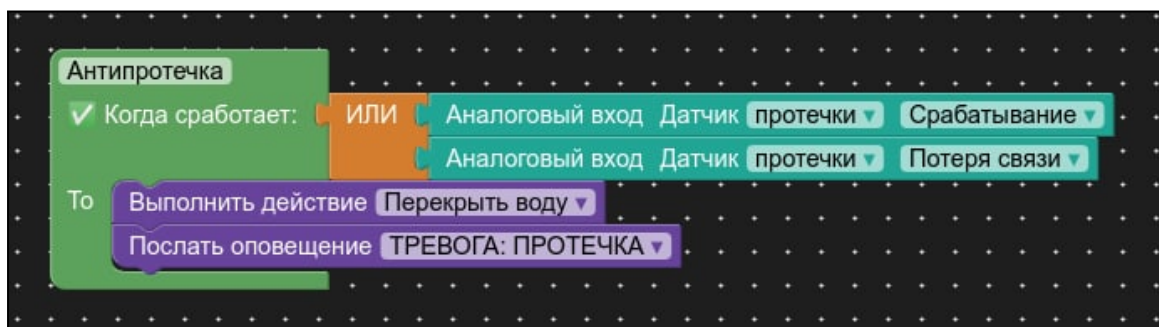 Антипротечка
Когда сработает: ИЛИ Аналоговый вход Датчик протечки Срабатывание
Аналоговый вход Датчик протечки Потеря связи
То Выполнить действие Перекрыть воду
Послать оповещение ТРЕВОГА: ПРОТЕЧКА